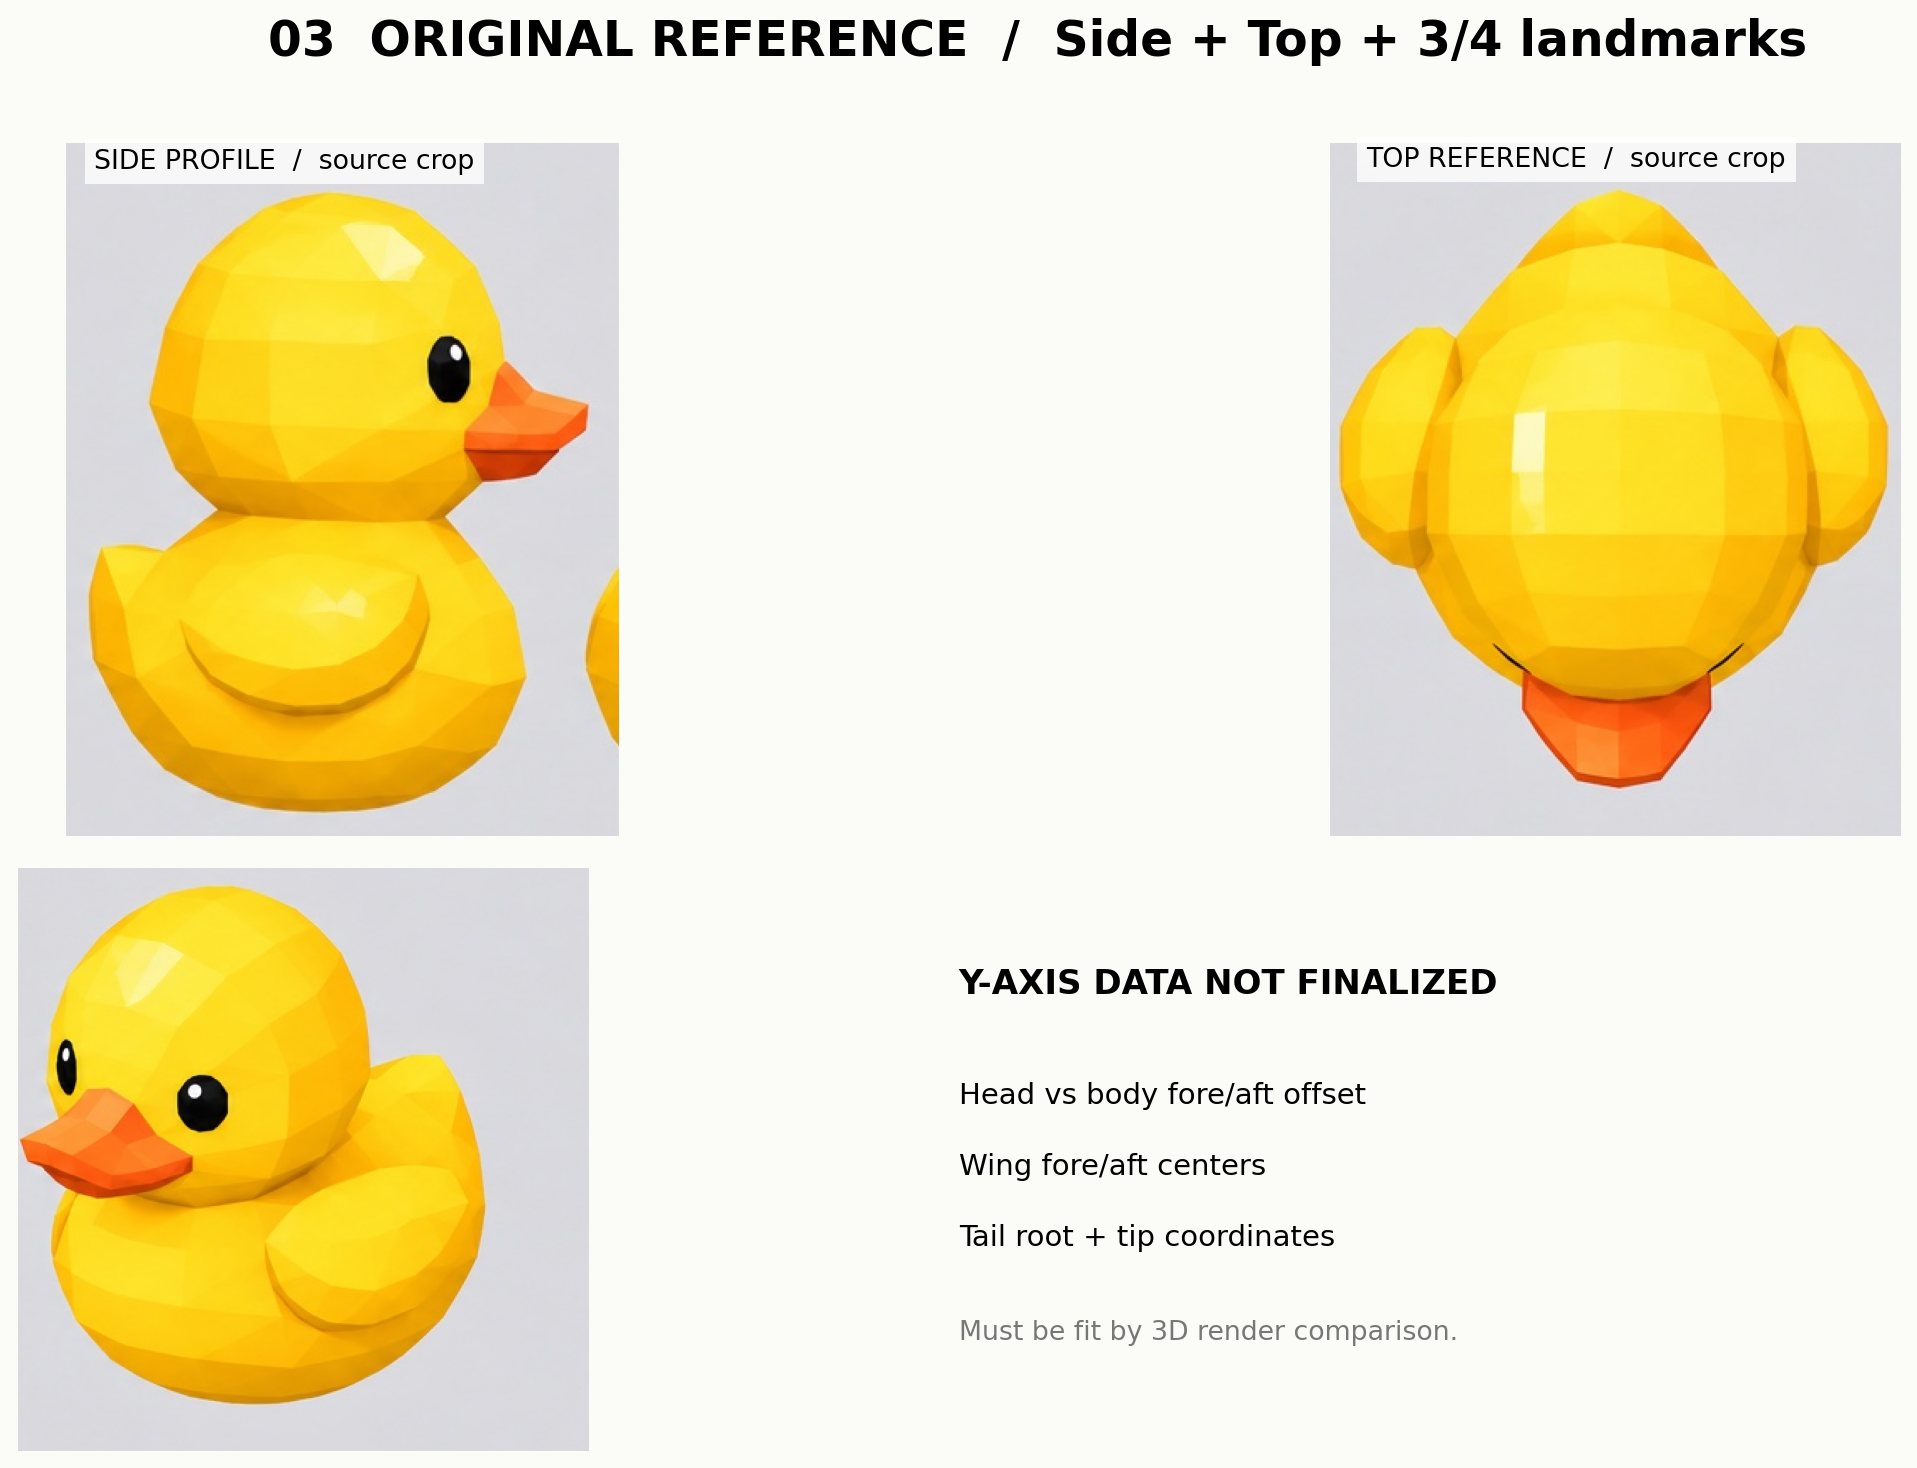 03  ORIGINAL REFERENCE  /  Side + Top + 3/4 landmarks
SIDE PROFILE  /  source crop
TOP REFERENCE  /  source crop
Y-AXIS DATA NOT FINALIZED
Head vs body fore/aft offset
Wing fore/aft centers
Tail root + tip coordinates
Must be fit by 3D render comparison.